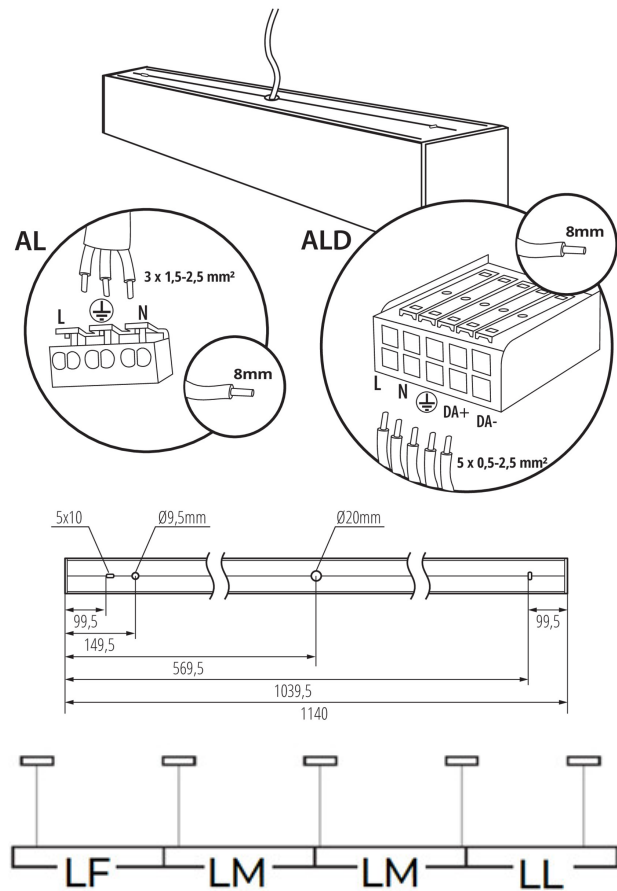 AL
3 x 1,5-2,5 mm²
L N
8mm
ALD
8mm
L N DA+ DA-
5 x 0,5-2,5 mm²
5x10 Ø9,5mm Ø20mm
99,5 99,5
149,5
569,5
1039,5
1140
LF LM LM LL